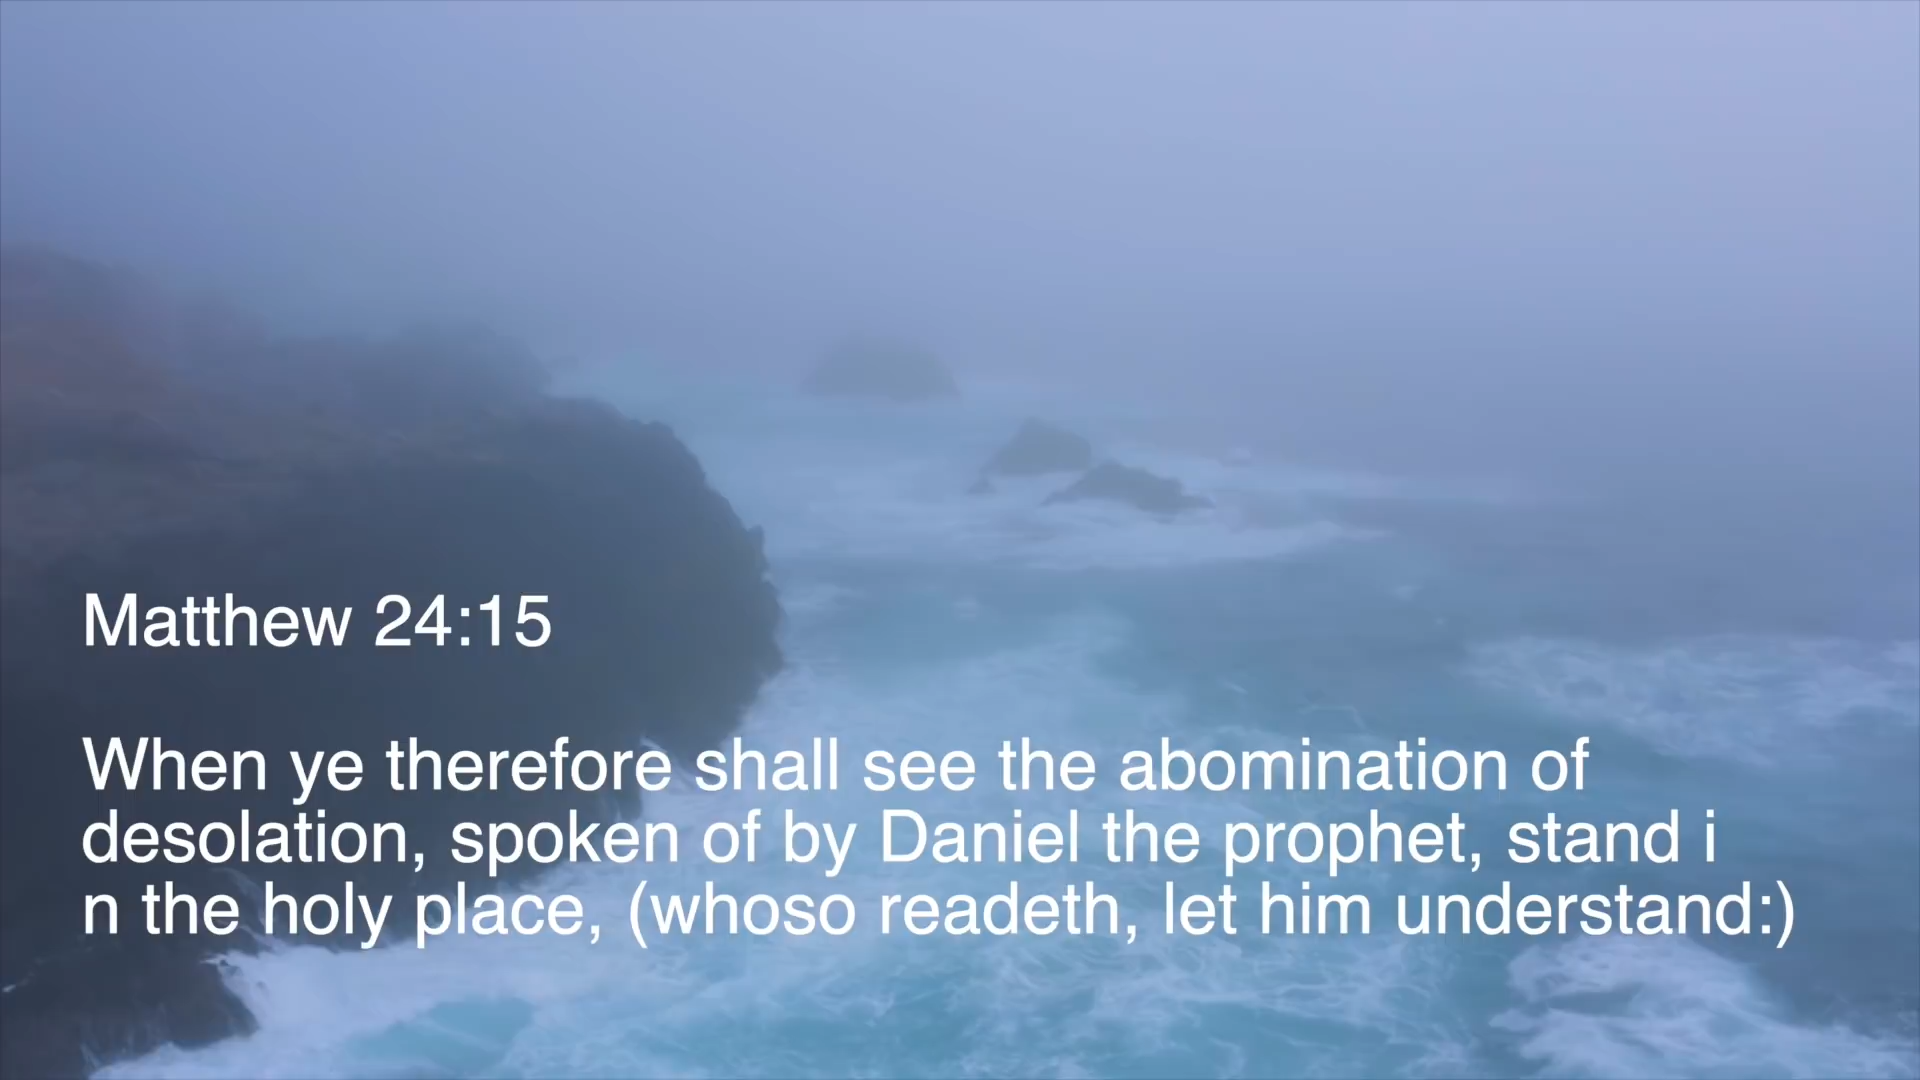 Matthew 24:15
When ye therefore shall see the abomination of
desolation, spoken of by Daniel the prophet, stand i
n the holy place, (whoso readeth, let him understand:)